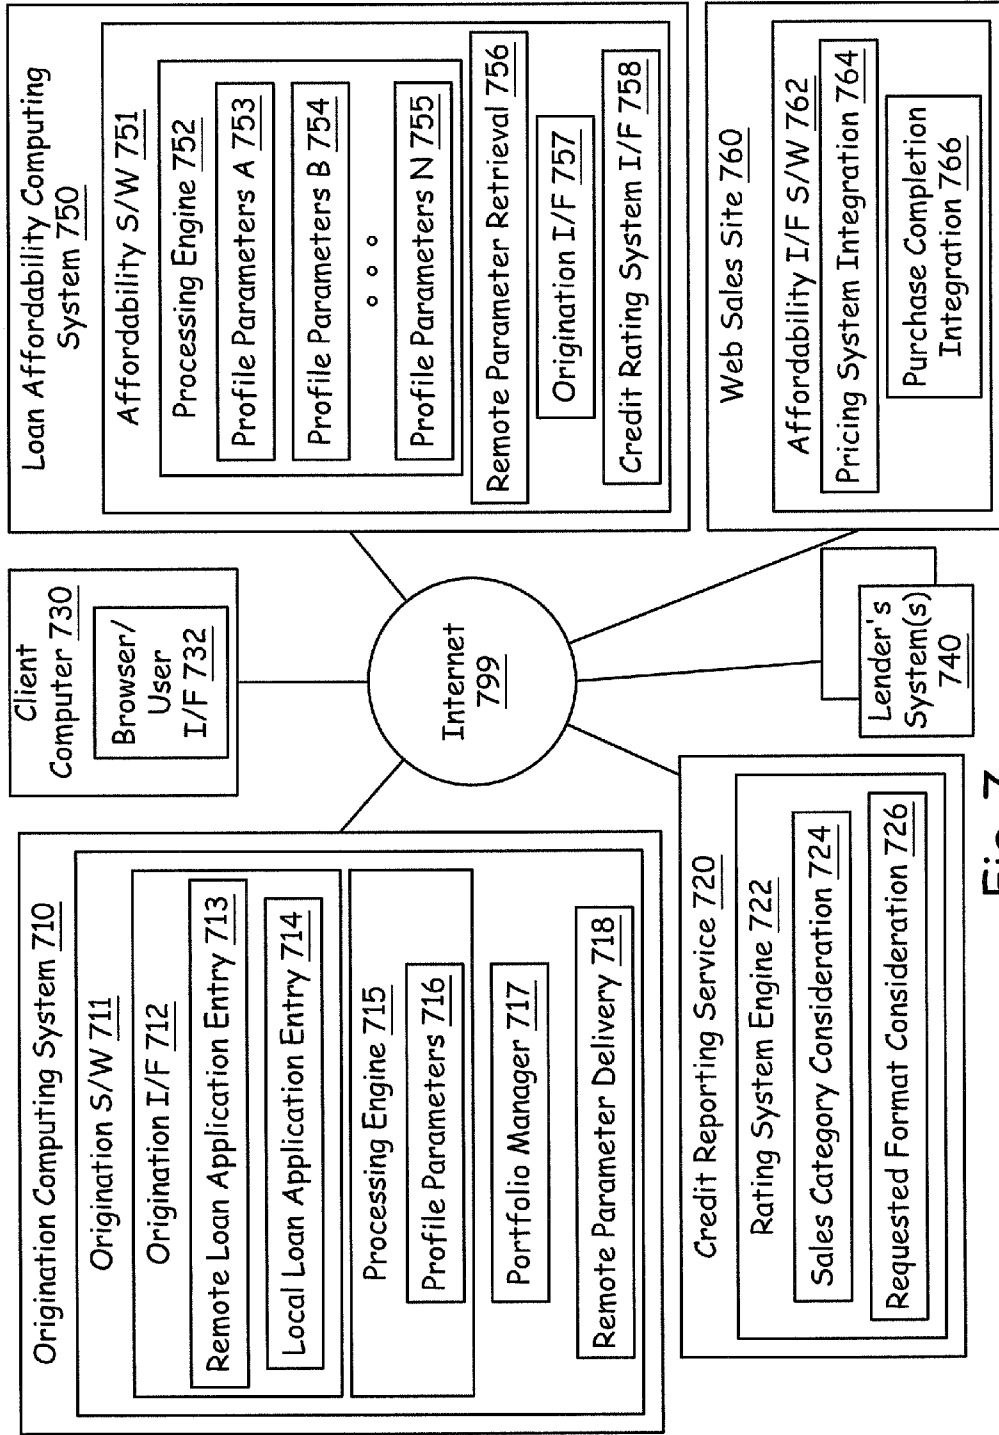 Origination Computing System 710
Origination S/W 711
Origination I/F 712
Remote Loan Application Entry 713
Local Loan Application Entry 714
Processing Engine 715
Profile Parameters 716
Portfolio Manager 717
Remote Parameter Delivery 718
Client
Computer 730
Browser/
User
I/F 732
Loan Affordability Computing
System 750
Affordability S/W 751
Processing Engine 752
Profile Parameters A 753
Profile Parameters B 754
Profile Parameters N 755
Remote Parameter Retrieval 756
Origination I/F 757
Credit Rating System I/F 758
Internet
799
Credit Reporting Service 720
Rating System Engine 722
Sales Category Consideration 724
Requested Format Consideration 726
Lender's
System(s)
740
Web Sales Site 760
Affordability I/F S/W 762
Pricing System Integration 764
Purchase Completion
Integration 766
Fig. 7